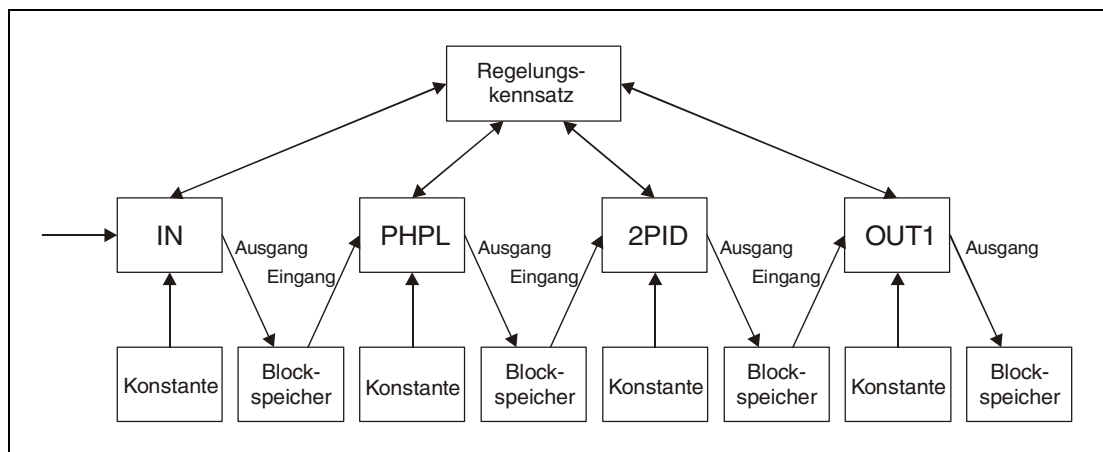 Regelungs-
kennsatz
IN
PHPL
2PID
OUT1
Ausgang
Eingang
Ausgang
Eingang
Ausgang
Eingang
Ausgang
Konstante
Block-
speicher
Konstante
Block-
speicher
Konstante
Block-
speicher
Konstante
Block-
speicher